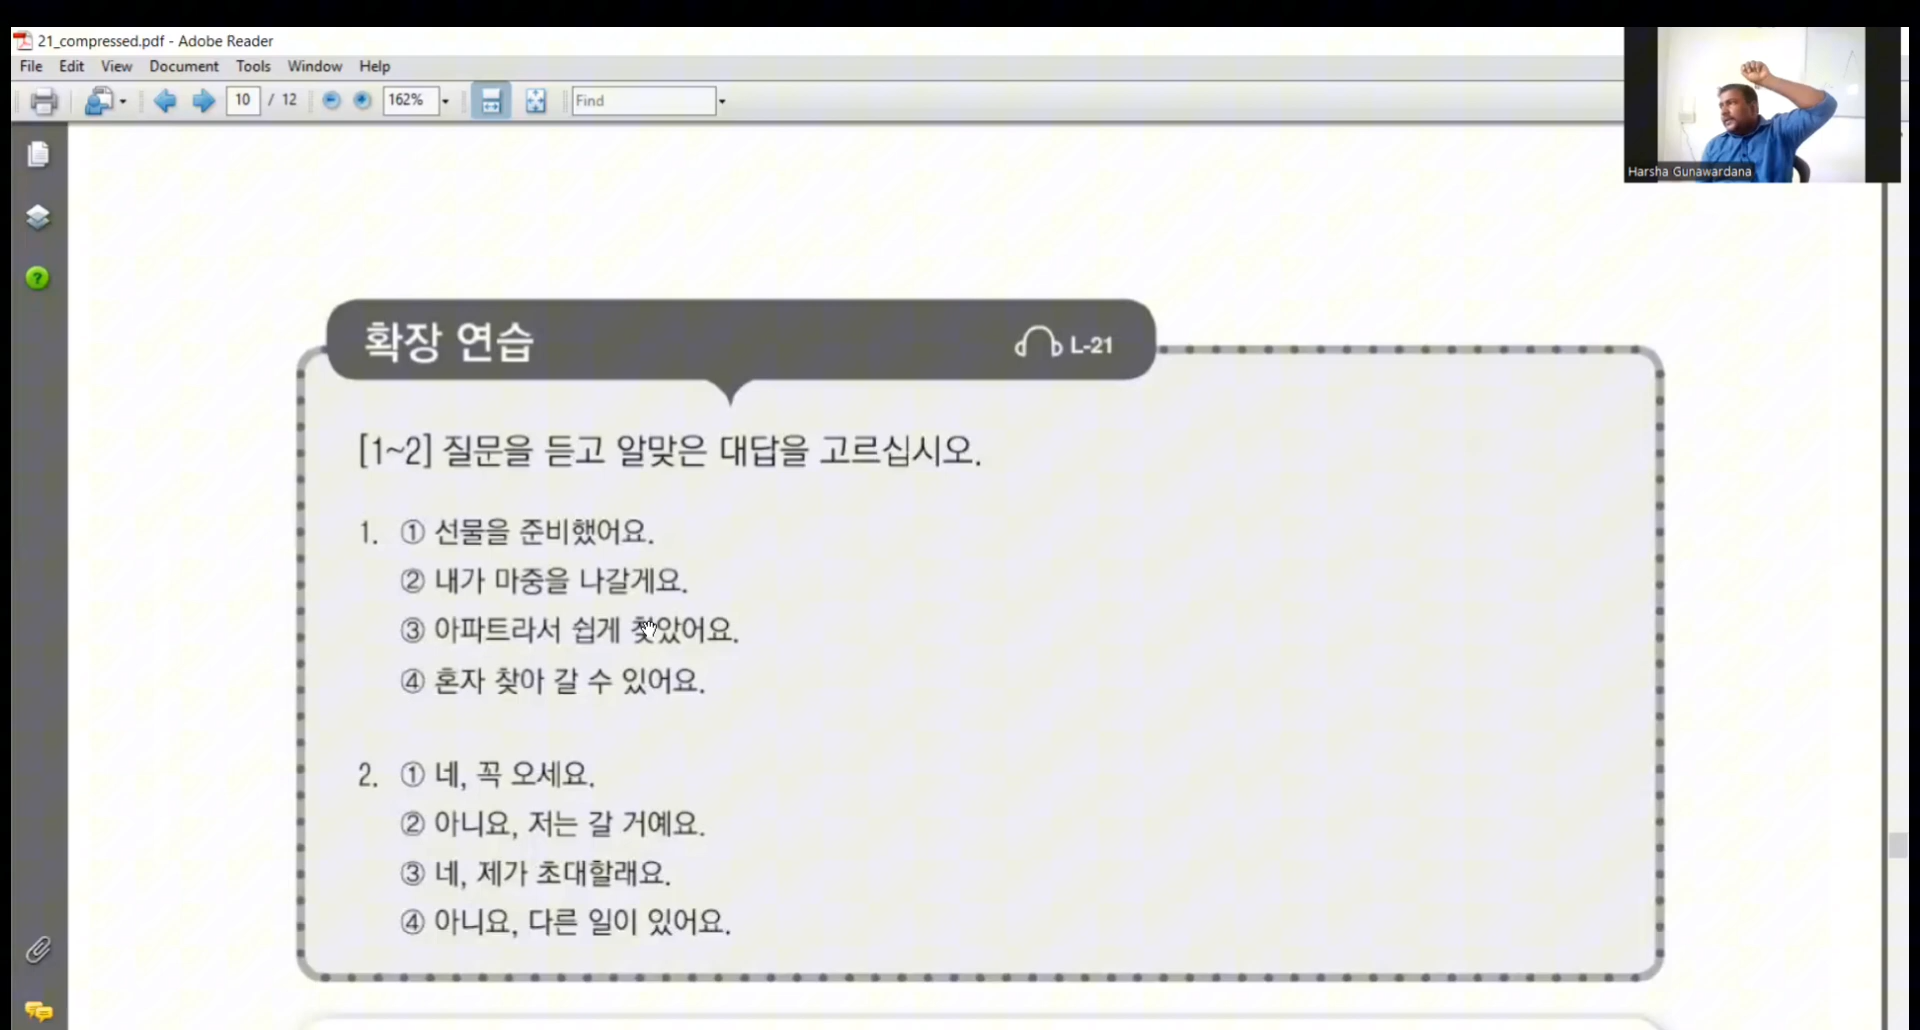 21_compressed.pdf - Adobe Reader
File Edit View Document Tools Window Help
10 / 12 162% Find
Harsha Gunawardana
확장 연습 L-21
[1~2] 질문을 듣고 알맞은 대답을 고르십시오.
1. ① 선물을 준비했어요.
② 내가 마중을 나갈게요.
③ 아파트라서 쉽게 찾았어요.
④ 혼자 찾아 갈 수 있어요.
2. ① 네, 꼭 오세요.
② 아니요, 저는 갈 거예요.
③ 네, 제가 초대할래요.
④ 아니요, 다른 일이 있어요.